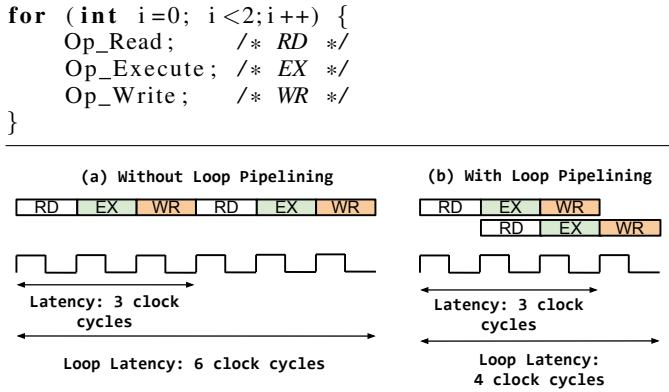 for (int i=0; i<2;i++) {
Op_Read; /* RD */
Op_Execute; /* EX */
Op_Write; /* WR */
}
(a) Without Loop Pipelining
RD EX WR RD EX WR
Latency: 3 clock
cycles
Loop Latency: 6 clock cycles
(b) With Loop Pipelining
RD EX WR
RD EX WR
Latency: 3 clock
cycles
Loop Latency:
4 clock cycles